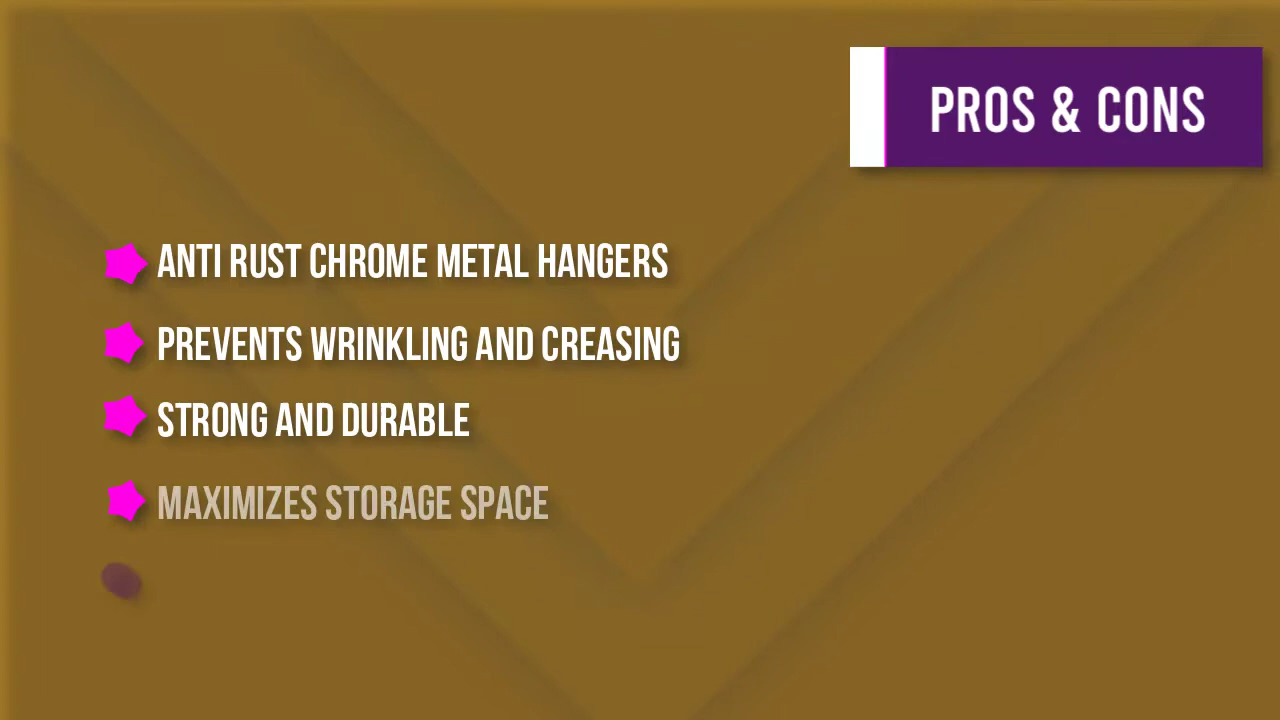 PROS & CONS
ANTI RUST CHROME METAL HANGERS
PREVENTS WRINKLING AND CREASING
STRONG AND DURABLE
MAXIMIZES STORAGE SPACE